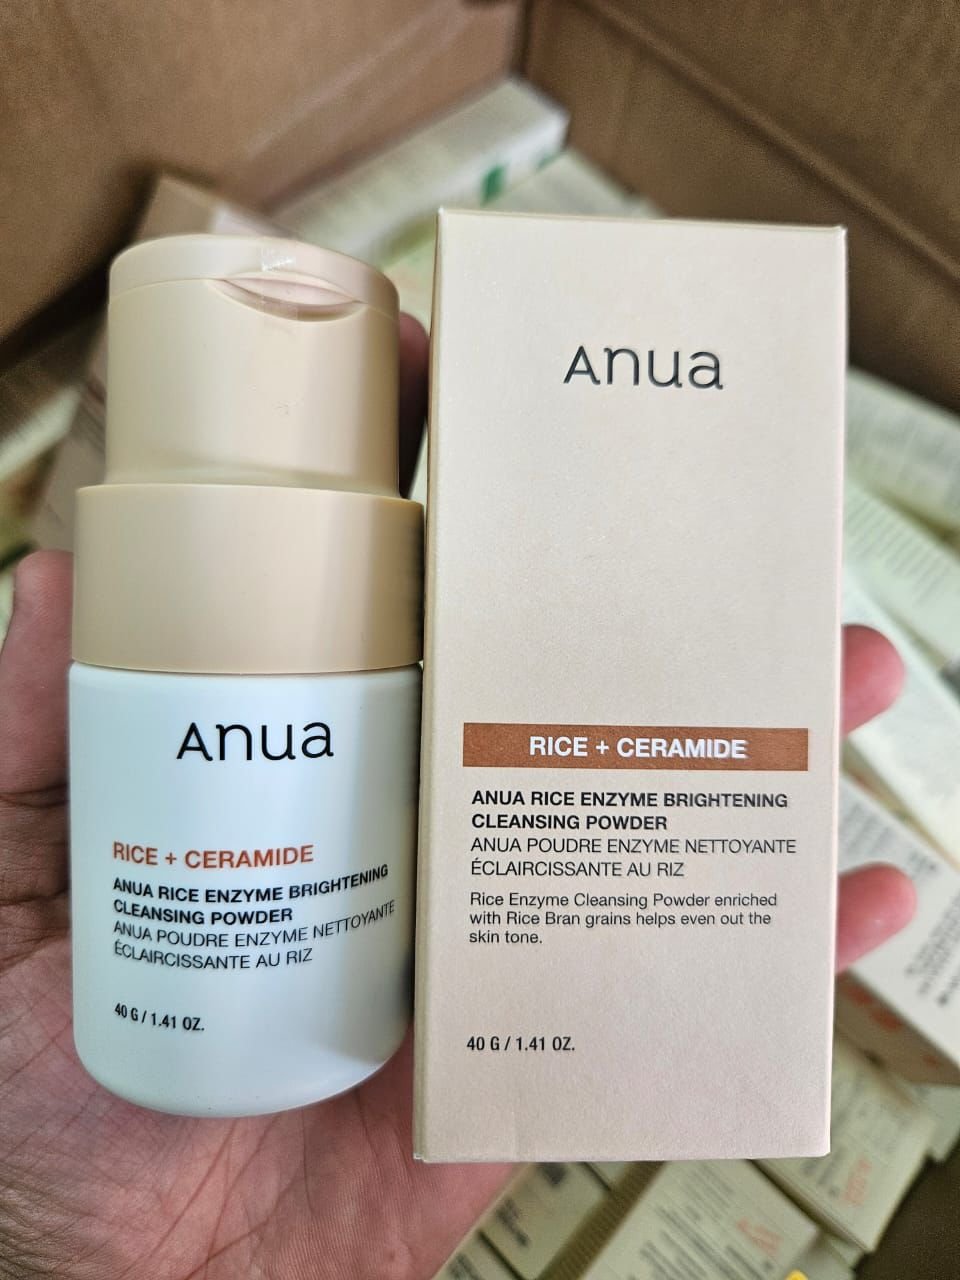 Anua
RICE + CERAMIDE
ANUA RICE ENZYME BRIGHTENING
CLEANSING POWDER
ANUA POUDRE ENZYME NETTOYANTE
ÉCLAIRCISSANTE AU RIZ
40 G / 1.41 OZ.
Anua
RICE + CERAMIDE
ANUA RICE ENZYME BRIGHTENING
CLEANSING POWDER
ANUA POUDRE ENZYME NETTOYANTE
ÉCLAIRCISSANTE AU RIZ
Rice Enzyme Cleansing Powder enriched
with Rice Bran grains helps even out the
skin tone.
40 G / 1.41 OZ.